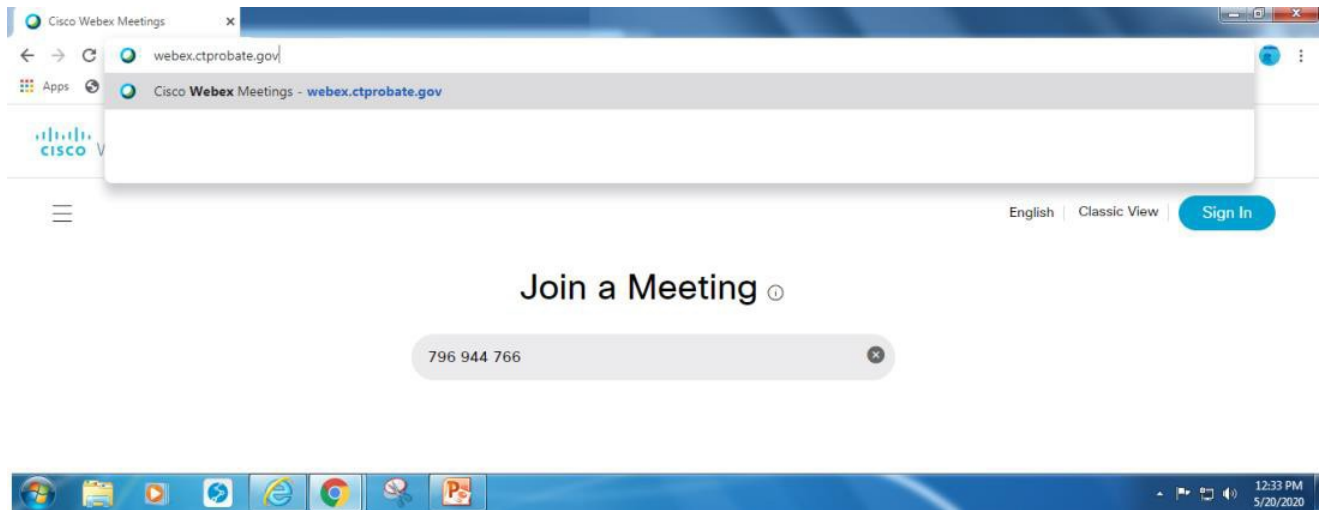 Cisco Webex Meetings
webex.ctprobate.gov
Apps
Cisco Webex Meetings - webex.ctprobate.gov
cisco
English Classic View Sign In
Join a Meeting
796 944 766
12:33 PM
5/20/2020